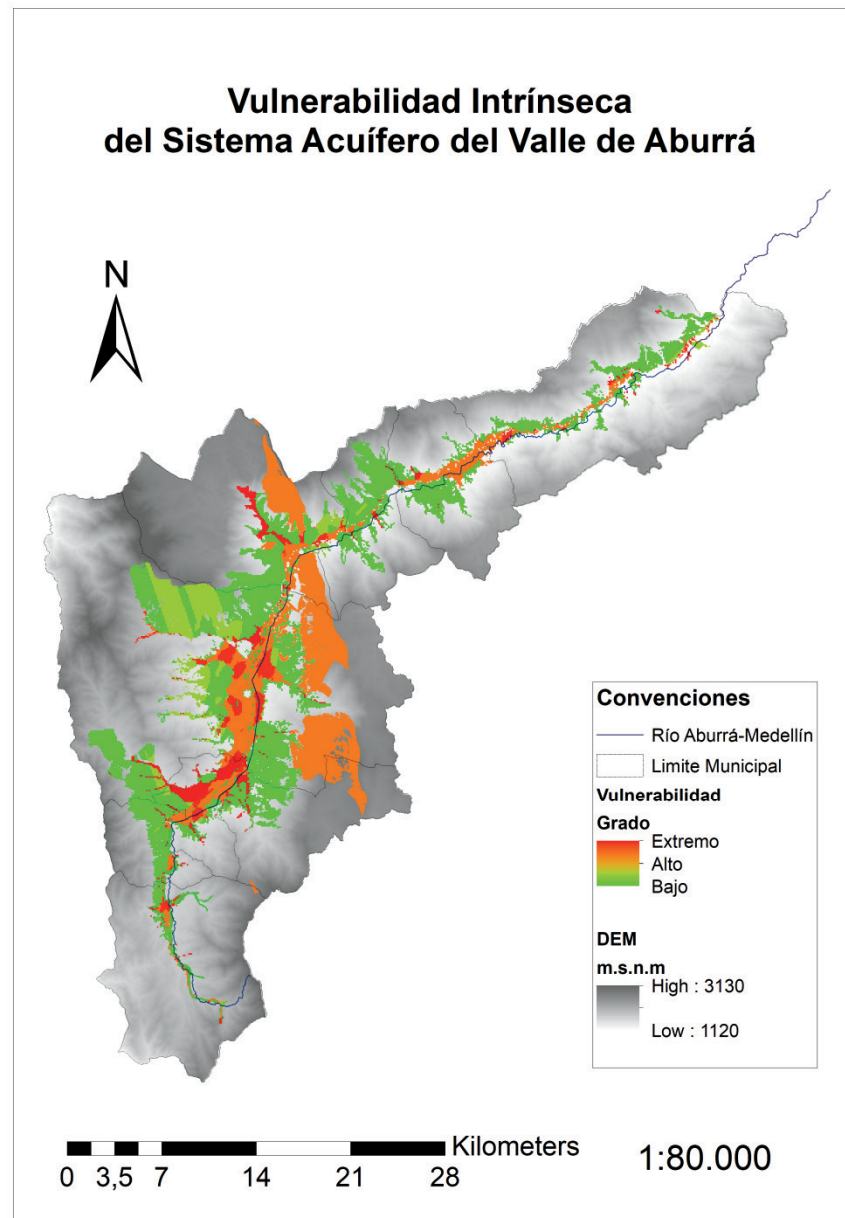 Vulnerabilidad Intrínseca
del Sistema Acuífero del Valle de Aburrá
N
Convenciones
Río Aburrá-Medellín
Limite Municipal
Vulnerabilidad
Grado
Extremo
Alto
Bajo
DEM
m.s.n.m
High : 3130
Low : 1120
Kilometers
0 3,5 7 14 21 28
1:80.000